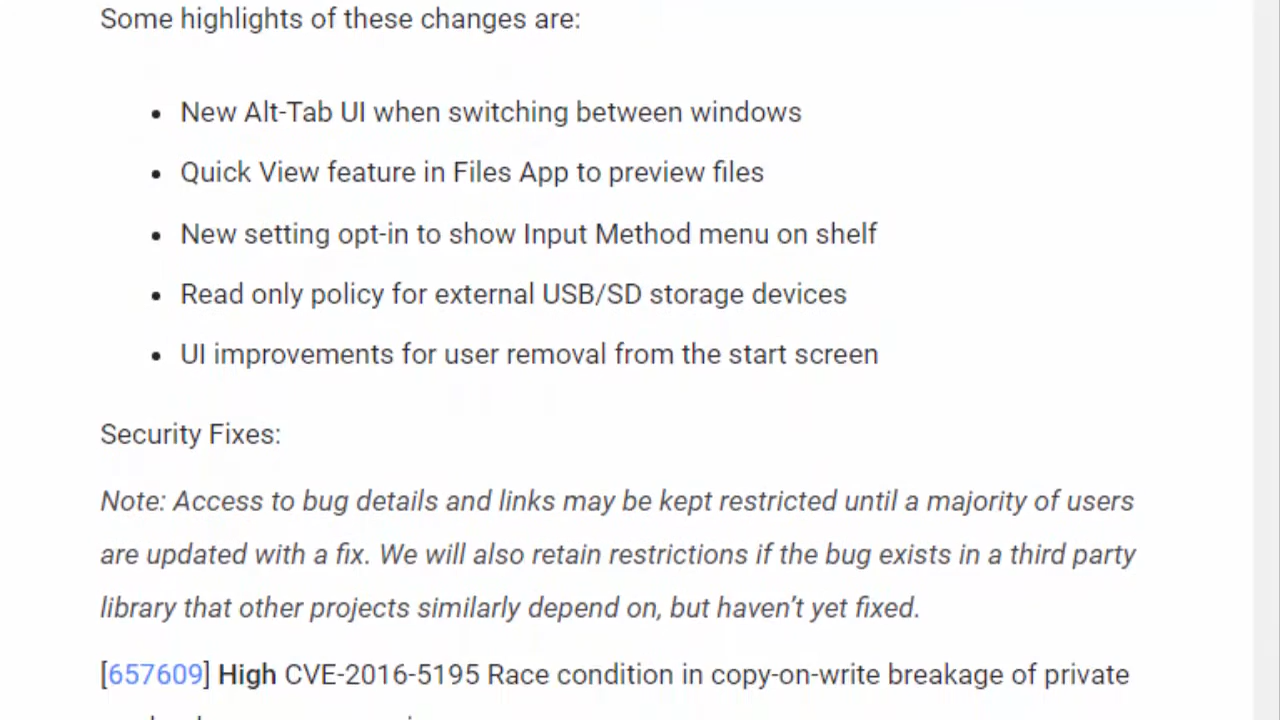 Some highlights of these changes are:
• New Alt-Tab UI when switching between windows
• Quick View feature in Files App to preview files
• New setting opt-in to show Input Method menu on shelf
• Read only policy for external USB/SD storage devices
• UI improvements for user removal from the start screen
Security Fixes:
Note: Access to bug details and links may be kept restricted until a majority of users
are updated with a fix. We will also retain restrictions if the bug exists in a third party
library that other projects similarly depend on, but haven’t yet fixed.
[657609] High CVE-2016-5195 Race condition in copy-on-write breakage of private